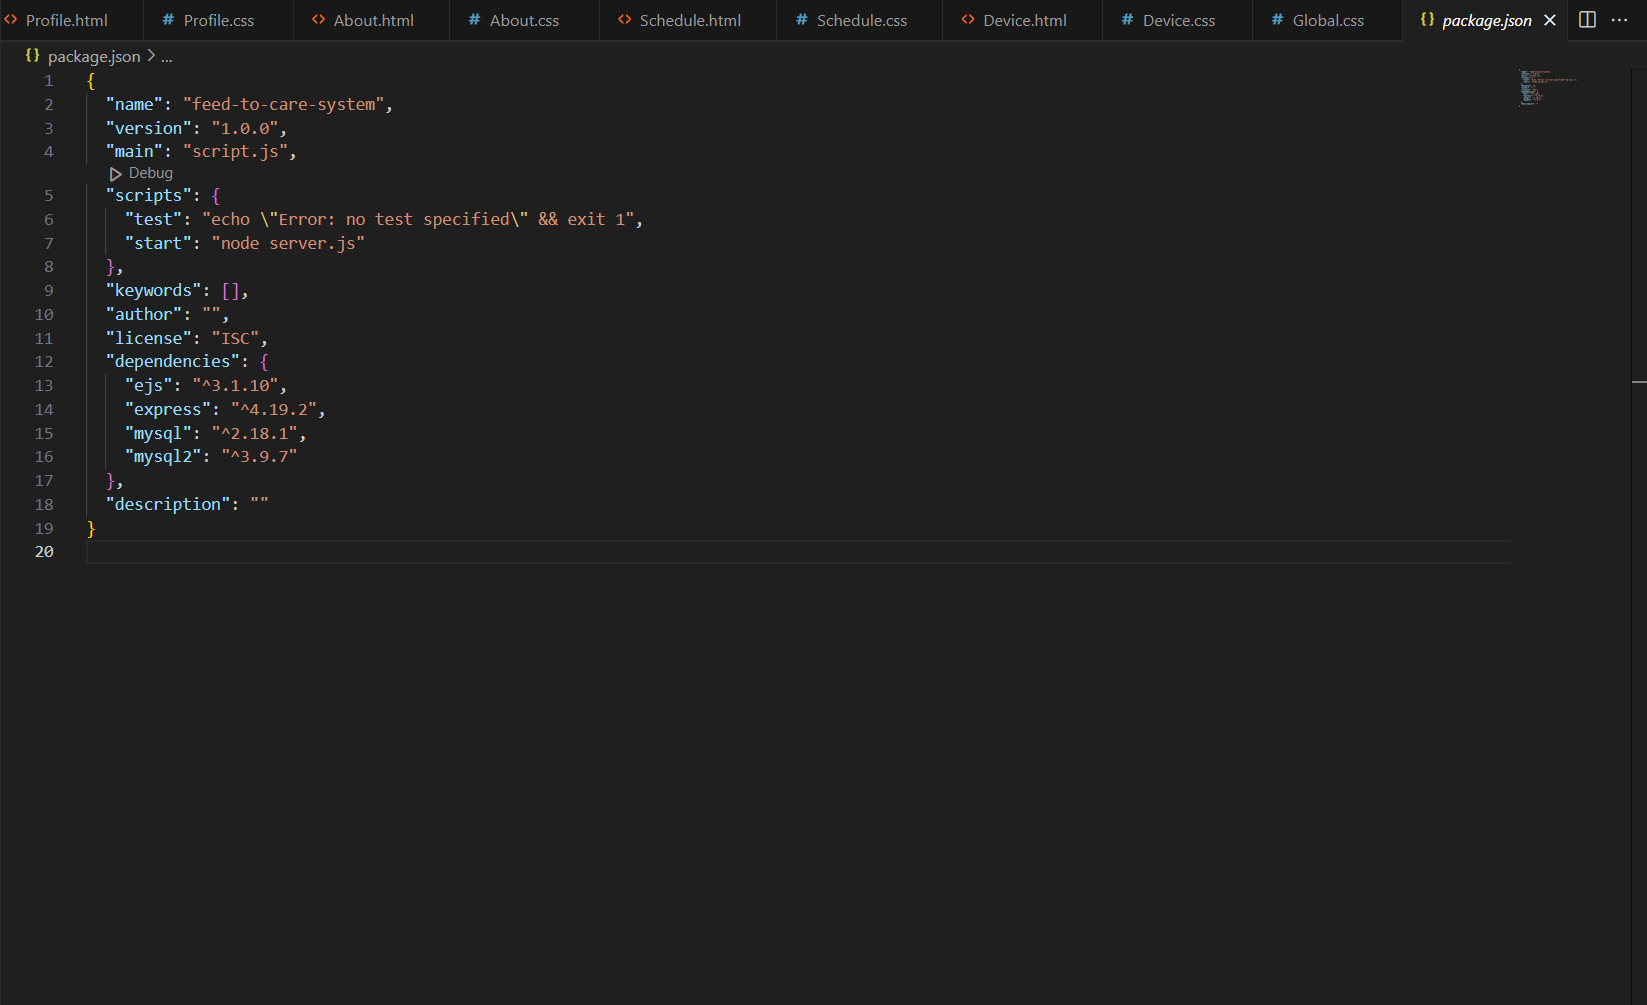 Profile.html # Profile.css <> About.html # About.css <> Schedule.html # Schedule.css <> Device.html # Device.css # Global.css {} package.json
{} package.json > ...
1 {
2 "name": "feed-to-care-system",
3 "version": "1.0.0",
4 "main": "script.js",
Debug
5 "scripts": {
6 "test": "echo \"Error: no test specified\" && exit 1",
7 "start": "node server.js"
8 },
9 "keywords": [],
10 "author": "",
11 "license": "ISC",
12 "dependencies": {
13 "ejs": "^3.1.10",
14 "express": "^4.19.2",
15 "mysql": "^2.18.1",
16 "mysql2": "^3.9.7"
17 },
18 "description": ""
19 }
20